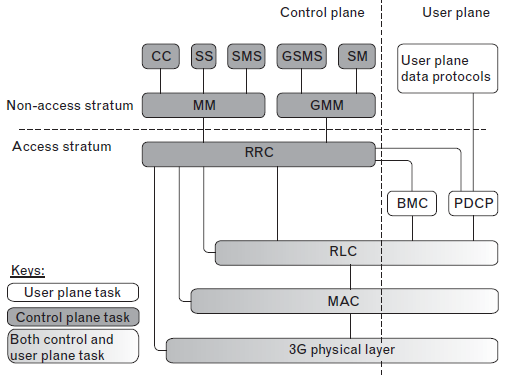 Control plane
User plane
CC
SS
SMS
GSMS
SM
User plane
data protocols
Non-access stratum
MM
GMM
Access stratum
RRC
BMC
PDCP
RLC
Keys:
User plane task
MAC
Control plane task
Both control and
user plane task
3G physical layer